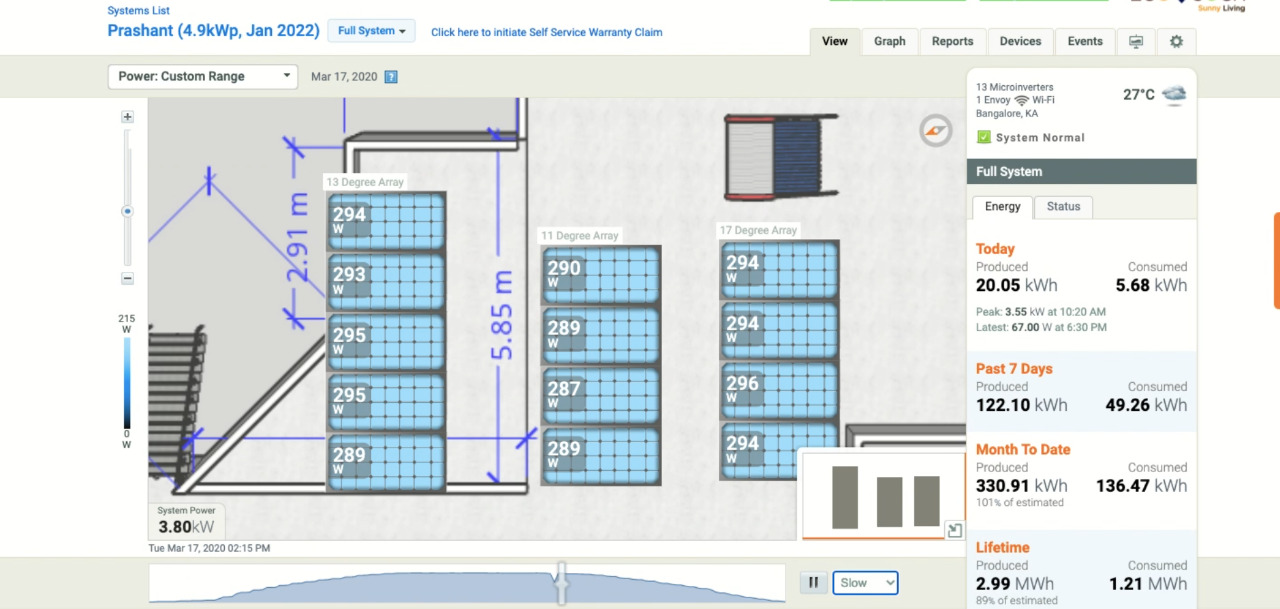 Systems List
Sunny Living
Prashant (4.9kWp, Jan 2022)
Full System
Click here to initiate Self Service Warranty Claim
View
Graph
Reports
Devices
Events
Power: Custom Range
Mar 17, 2020
?
13 Microinverters
1 Envoy Wi-Fi
Bangalore, KA
27°C
System Normal
Full System
Energy
Status
Today
Produced
Consumed
20.05 kWh
5.68 kWh
Peak: 3.55 kW at 10:20 AM
Latest: 67.00 W at 6:30 PM
Past 7 Days
Produced
Consumed
122.10 kWh
49.26 kWh
Month To Date
Produced
Consumed
330.91 kWh
136.47 kWh
101% of estimated
Lifetime
Produced
Consumed
2.99 MWh
1.21 MWh
89% of estimated
215
W
0
W
2.91 m
5.85 m
13 Degree Array
294
W
293
W
295
W
295
W
289
W
11 Degree Array
290
W
289
W
287
W
289
W
17 Degree Array
294
W
294
W
296
W
294
W
System Power
3.80kW
Tue Mar 17, 2020 02:15 PM
Slow